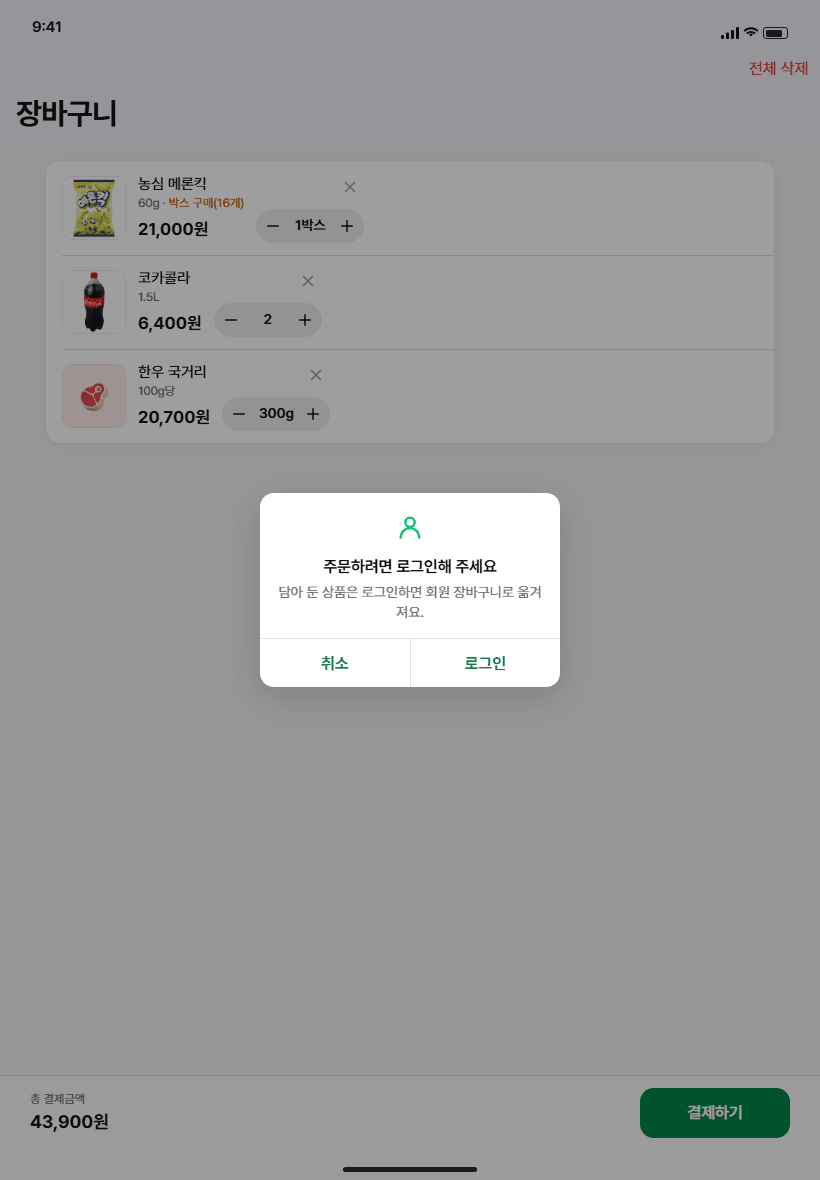 9:41
전체 삭제
장바구니
농심 메론킥
60g · 박스 구매(16개)
21,000원
1박스
코카콜라
1.5L
6,400원
2
한우 국거리
100g당
20,700원
300g
주문하려면 로그인해 주세요
담아 둔 상품은 로그인하면 회원 장바구니로 옮겨
져요.
취소
로그인
총 결제금액
43,900원
결제하기